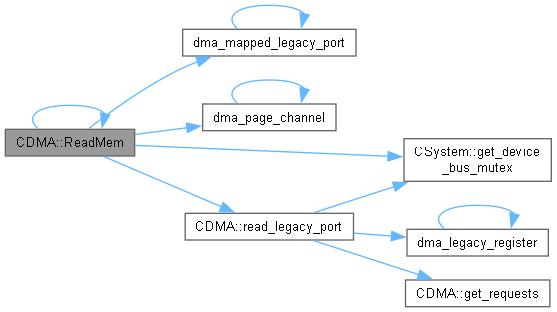 dma_mapped_legacy_port
dma_page_channel
CDMA::ReadMem
CSystem::get_device
_bus_mutex
CDMA::read_legacy_port
dma_legacy_register
CDMA::get_requests